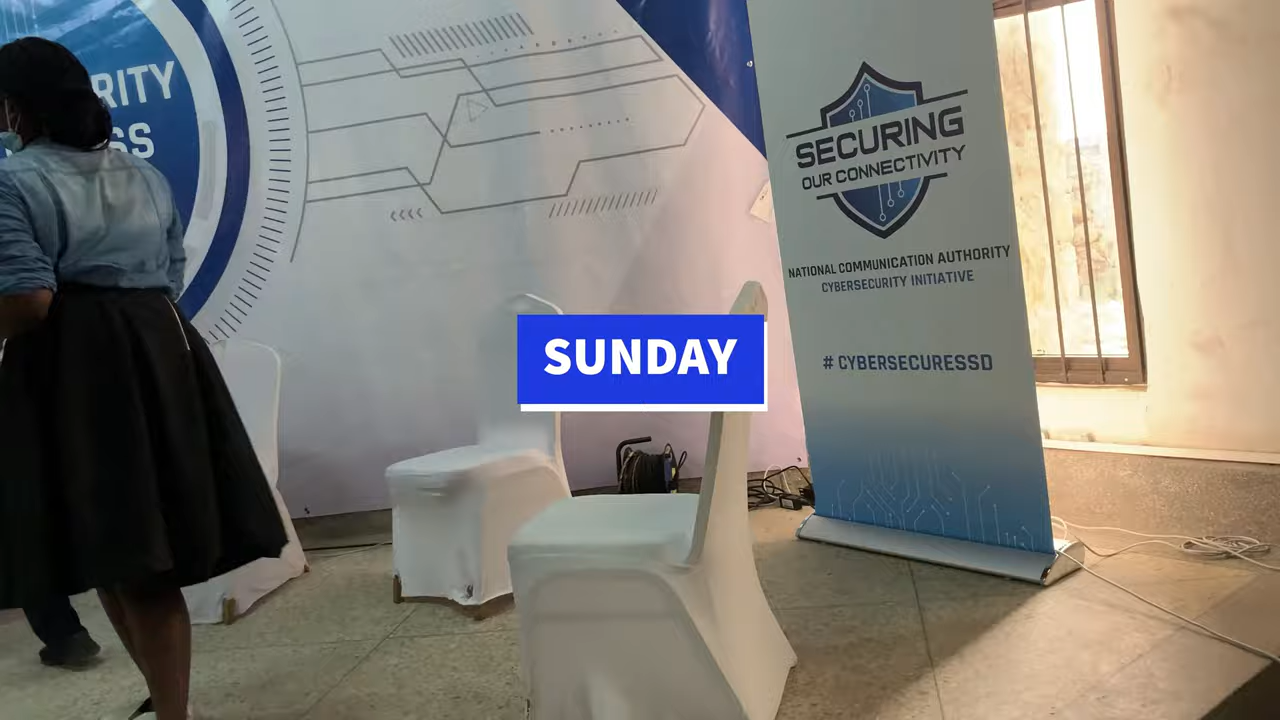 RITY
SS
SECURING
OUR CONNECTIVITY
NATIONAL COMMUNICATION AUTHORITY
CYBERSECURITY INITIATIVE
# CYBERSECURESSD
SUNDAY